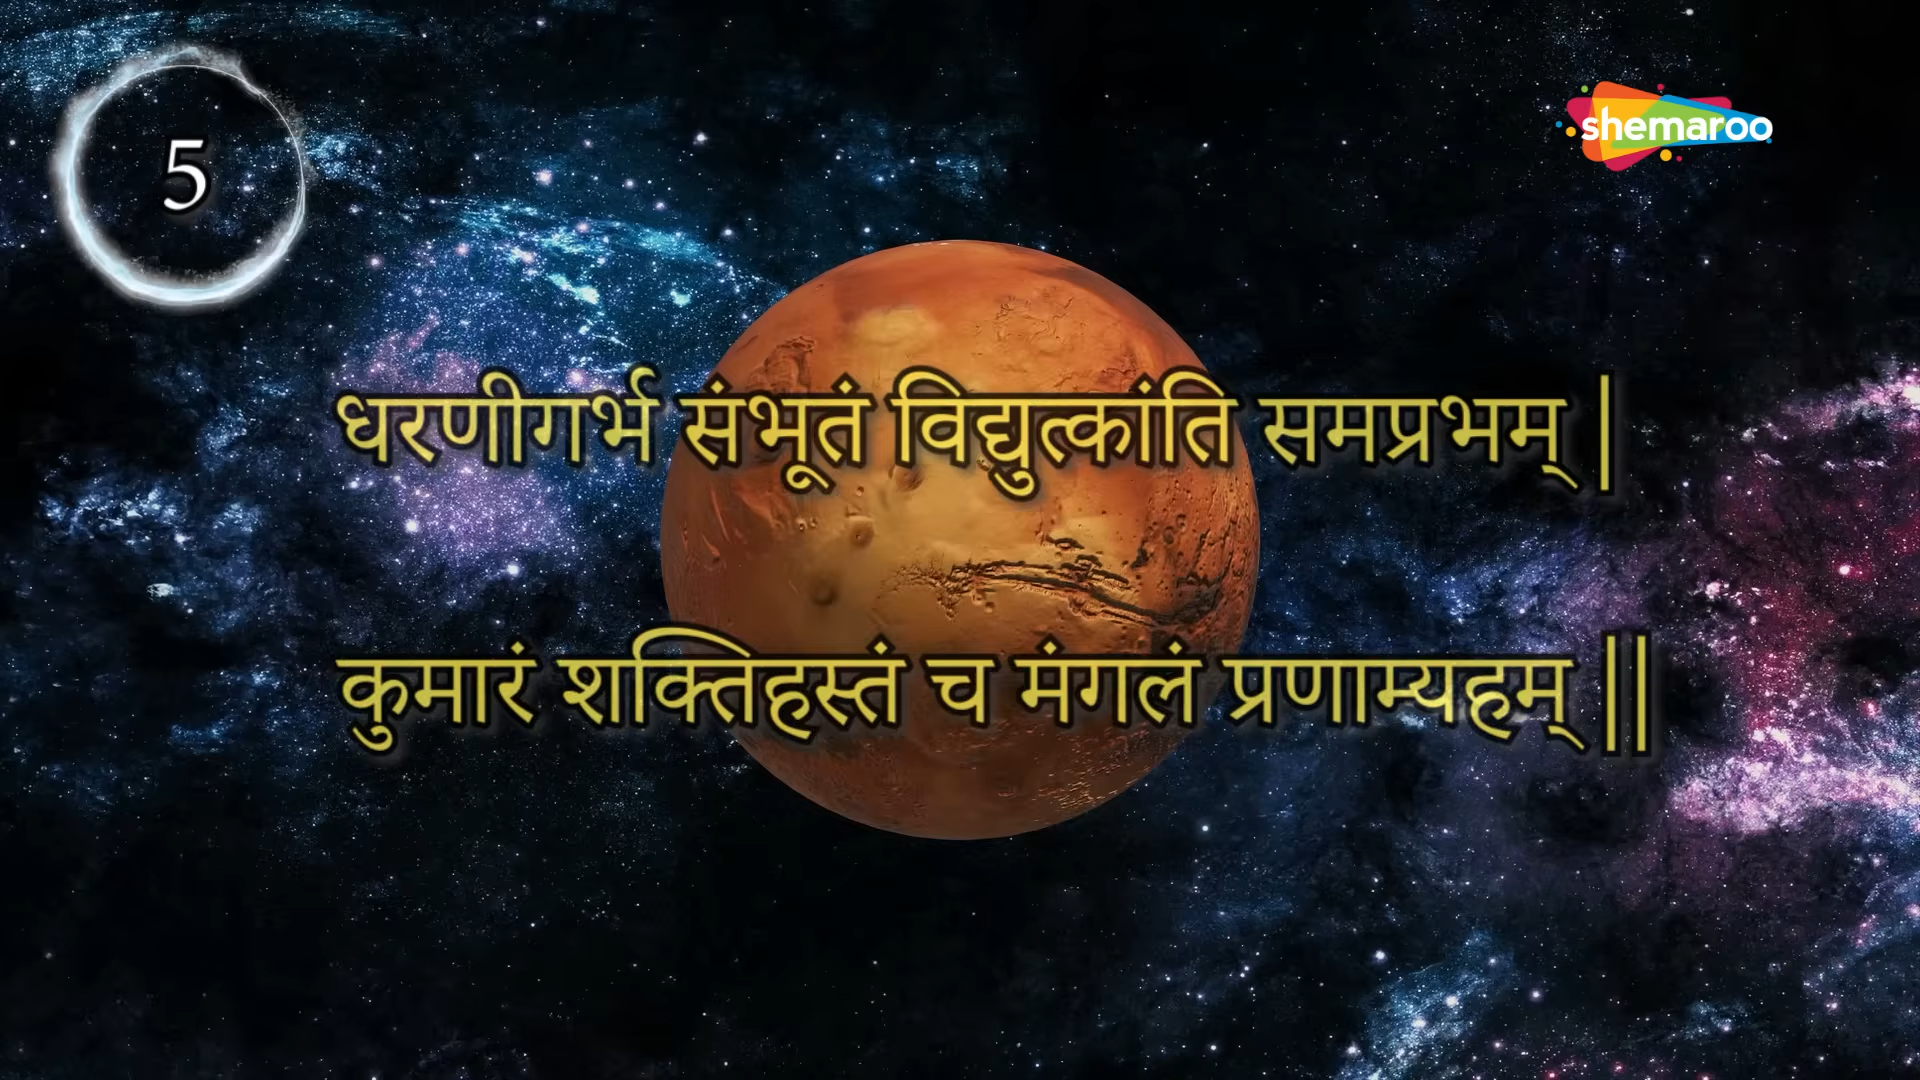 5
shemaroo
धरणीगर्भ संभूतं विद्युत्कांति समप्रभम् |
कुमारं शक्तिहस्तं च मंगलं प्रणाम्यहम् ||